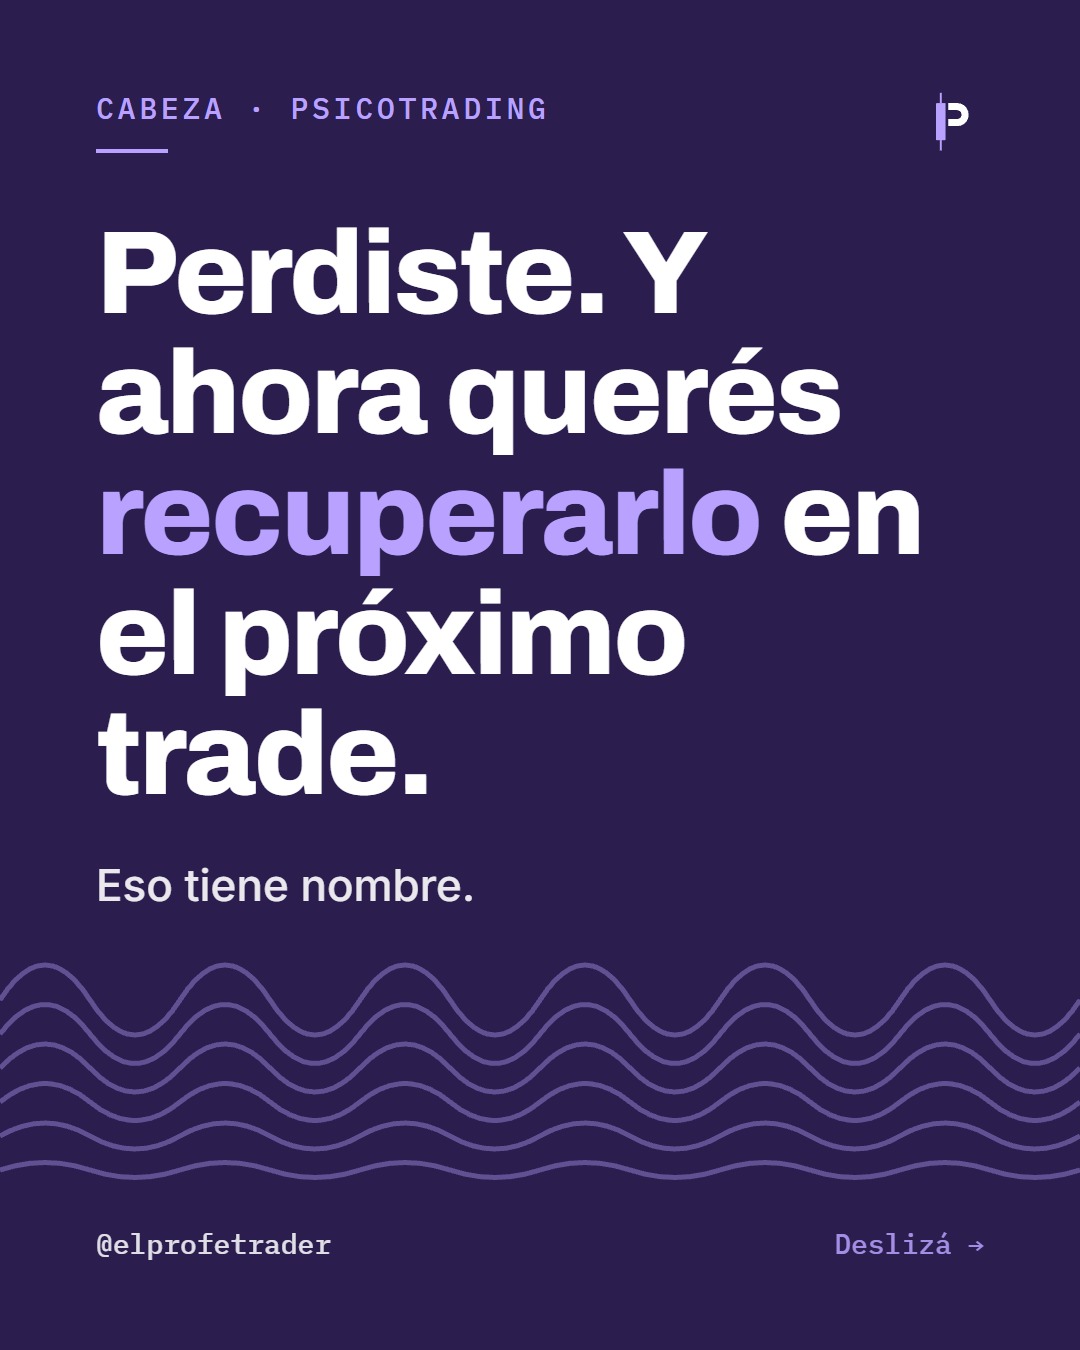 CABEZA · PSICOTRADING
P
Perdiste. Y
ahora querés
recuperarlo en
el próximo
trade.
Eso tiene nombre.
@elprofetrader
Deslizá →